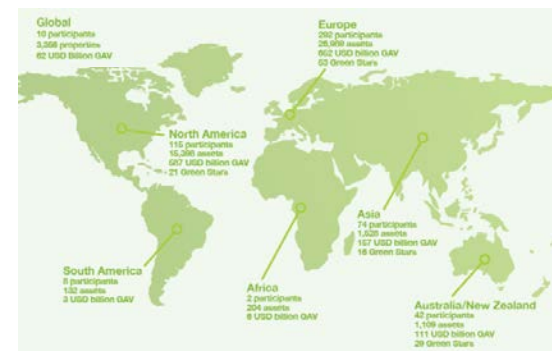 Global
10 participants
3,358 properties
62 USD Billion GAV
Europe
292 participants
28,969 assets
652 USD billion GAV
53 Green Stars
North America
115 participants
15,396 assets
587 USD billion GAV
21 Green Stars
Asia
74 participants
1,528 assets
157 USD billion GAV
16 Green Stars
South America
participants
132 assets
3 USD billion GAV
Africa
2 participants
204 assets
6 USD billion GAV
Australia/New Zealand
42 participants
1,109 assets
111 USD billion GAV
29 Green Stars